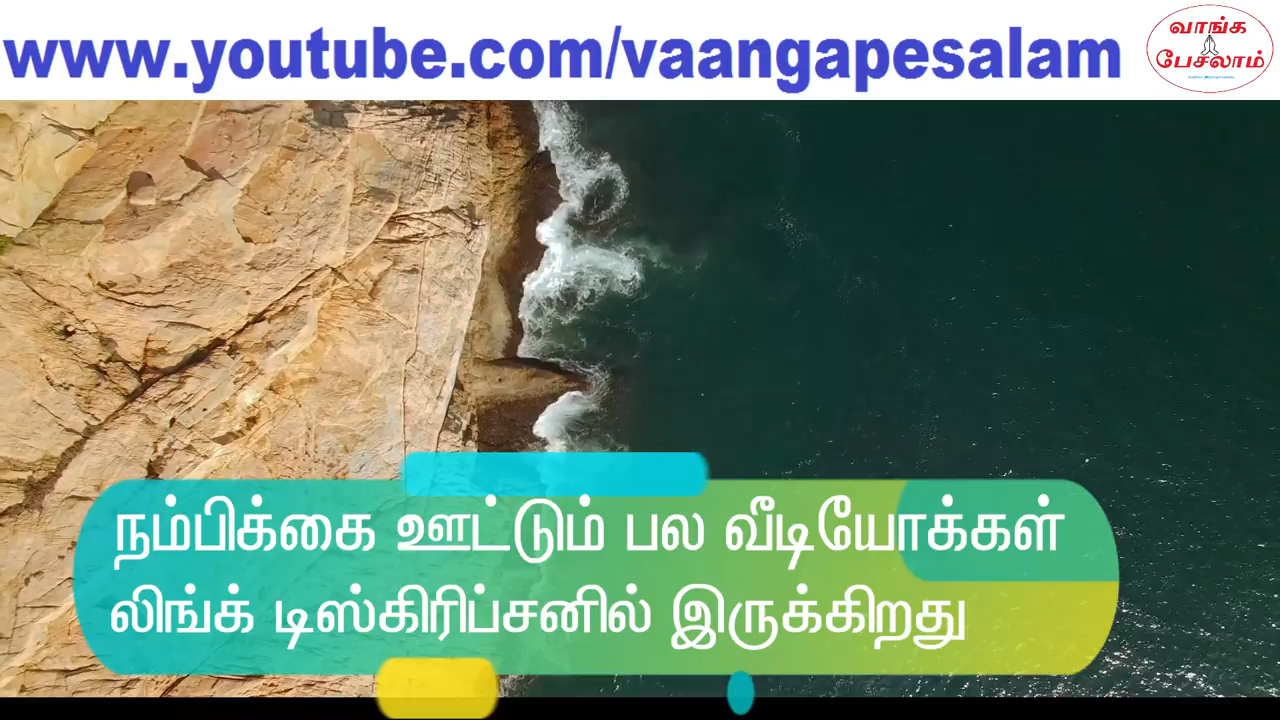 www.youtube.com/vaangapesalam
வாங்க
பேசலாம்
நம்பிக்கை ஊட்டும் பல வீடியோக்கள்
லிங்க் டிஸ்கிரிப்சனில் இருக்கிறது